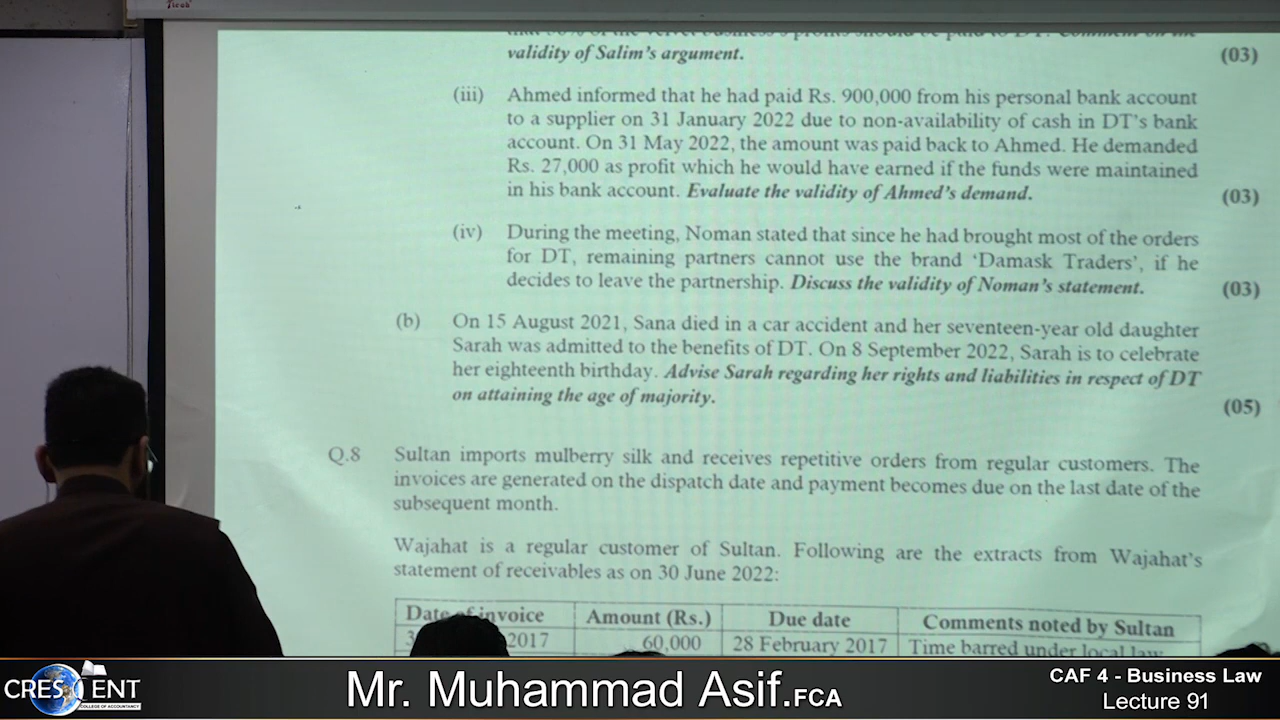 validity of Salim's argument.
(03)
(iii) Ahmed informed that he had paid Rs. 900,000 from his personal bank account
to a supplier on 31 January 2022 due to non-availability of cash in DT's bank
account. On 31 May 2022, the amount was paid back to Ahmed. He demanded
Rs. 27,000 as profit which he would have earned if the funds were maintained
in his bank account. Evaluate the validity of Ahmed's demand.
(03)
(iv) During the meeting, Noman stated that since he had brought most of the orders
for DT, remaining partners cannot use the brand 'Damask Traders', if he
decides to leave the partnership. Discuss the validity of Noman's statement.
(03)
(b) On 15 August 2021, Sana died in a car accident and her seventeen-year old daughter
Sarah was admitted to the benefits of DT. On 8 September 2022, Sarah is to celebrate
her eighteenth birthday. Advise Sarah regarding her rights and liabilities in respect of DT
on attaining the age of majority.
(05)
Q.8 Sultan imports mulberry silk and receives repetitive orders from regular customers. The
invoices are generated on the dispatch date and payment becomes due on the last date of the
subsequent month.
Wajahat is a regular customer of Sultan. Following are the extracts from Wajahat's
statement of receivables as on 30 June 2022:
Date of invoice Amount (Rs.) Due date Comments noted by Sultan
2017 60,000 28 February 2017 Time barred under local law
CRESCENT
COLLEGE OF ACCOUNTANCY
Mr. Muhammad Asif.FCA
CAF 4 - Business Law
Lecture 91